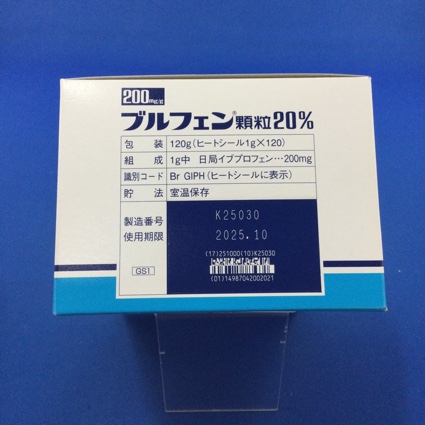 200mg/g
ブルフェン®顆粒20%
包装 120g(ヒートシール1g×120)
組成 1g中 日局イブプロフェン…200mg
識別コード Br GIPH(ヒートシールに表示)
貯法 室温保存
製造番号 K25030
使用期限 2025.10
(17)251000(10)K25030
GS1
(01)14987042002021